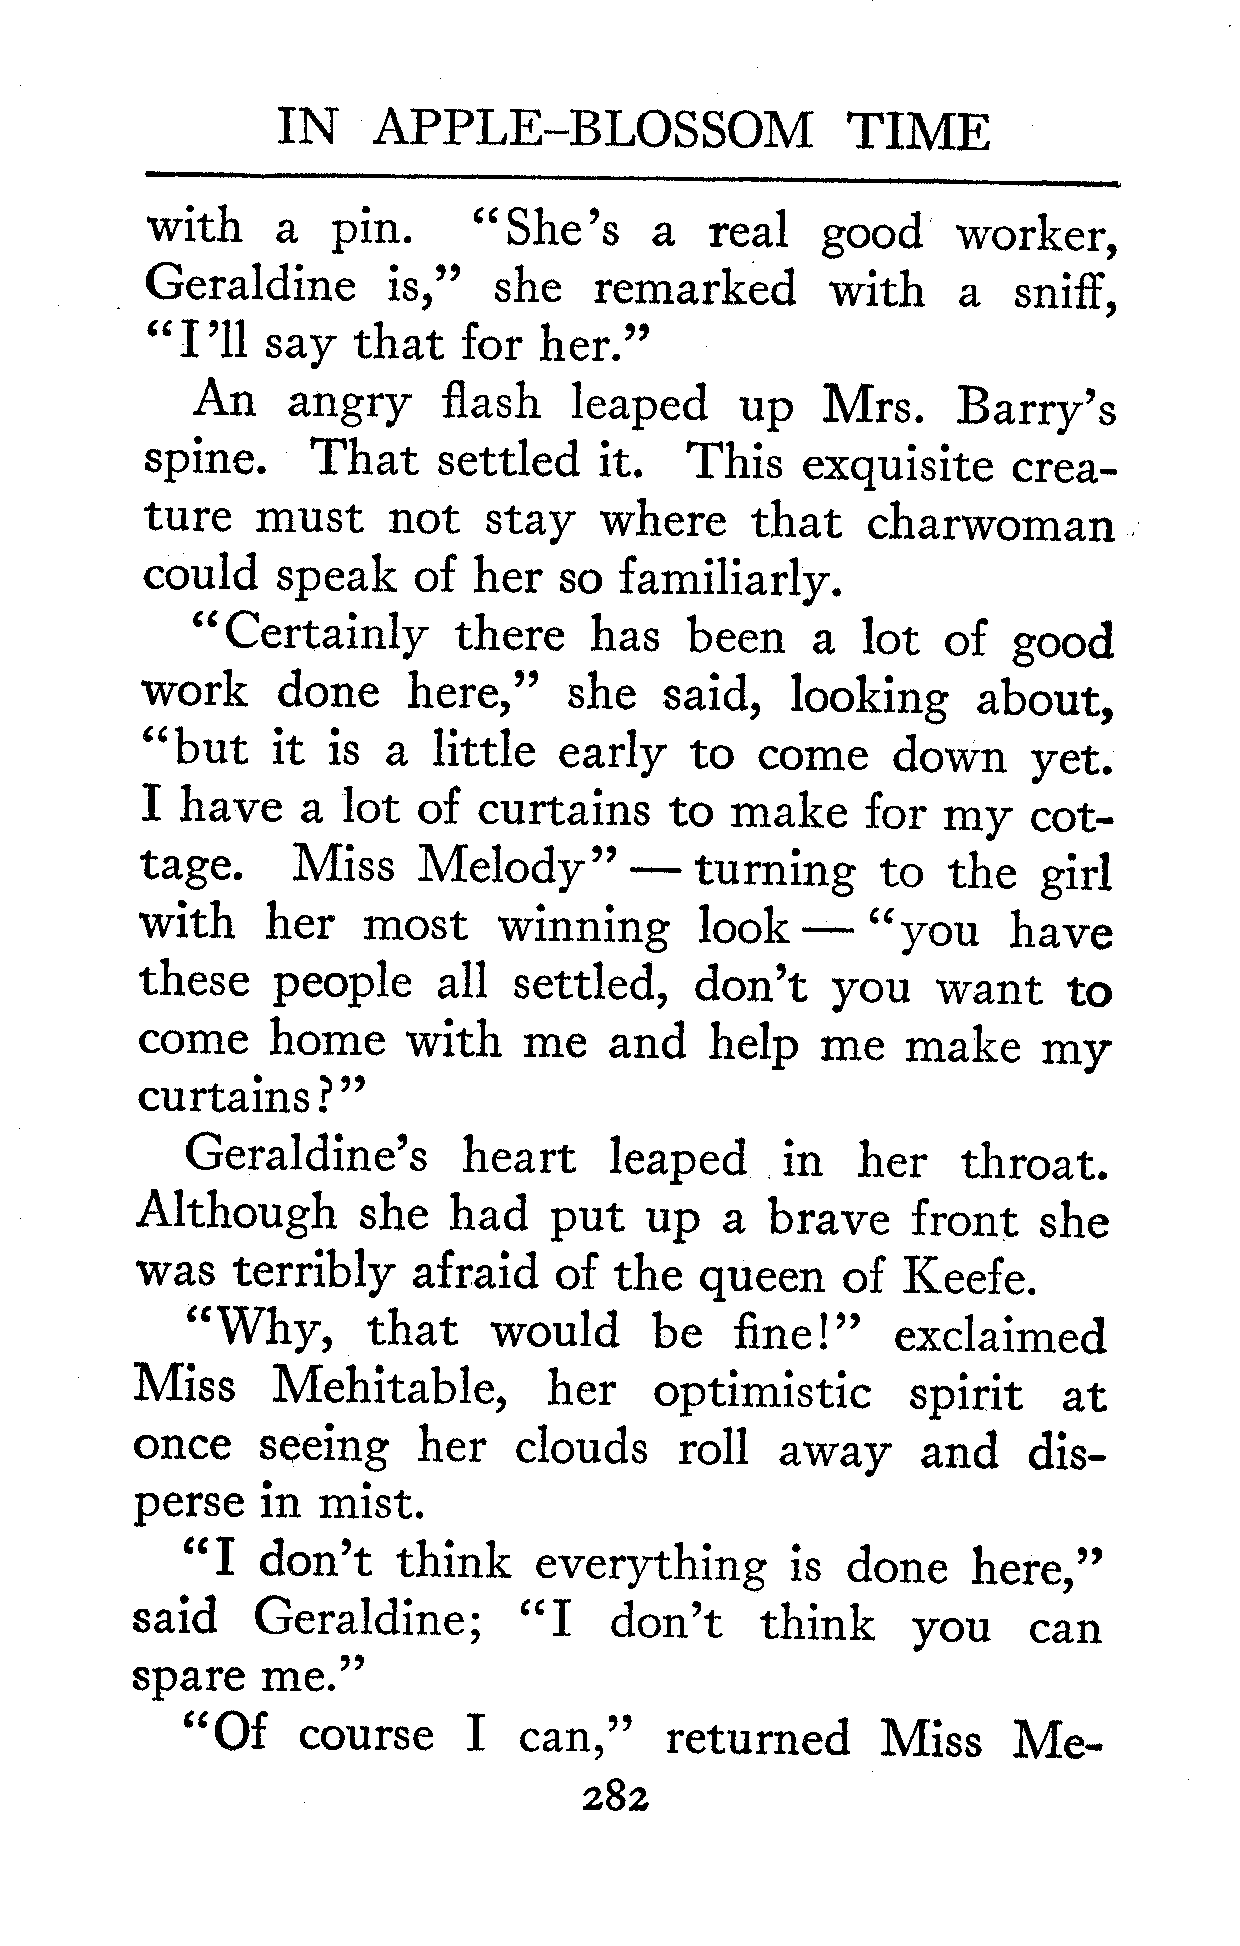 IN APPLE-BLOSSOM TIME
with a pin. "She's a real good worker,
Geraldine is," she remarked with a sniff,
"I'll say that for her."
An angry flash leaped up Mrs. Barry's
spine. That settled it. This exquisite crea-
ture must not stay where that charwoman
could speak of her so familiarly.
"Certainly there has been a lot of good
work done here," she said, looking about,
"but it is a little early to come down yet.
I have a lot of curtains to make for my cot-
tage. Miss Melody" — turning to the girl
with her most winning look — "you have
these people all settled, don't you want to
come home with me and help me make my
curtains?"
Geraldine's heart leaped in her throat.
Although she had put up a brave front she
was terribly afraid of the queen of Keefe.
"Why, that would be fine!" exclaimed
Miss Mehitable, her optimistic spirit at
once seeing her clouds roll away and dis-
perse in mist.
"I don't think everything is done here,"
said Geraldine; "I don't think you can
spare me."
"Of course I can," returned Miss Me-
282